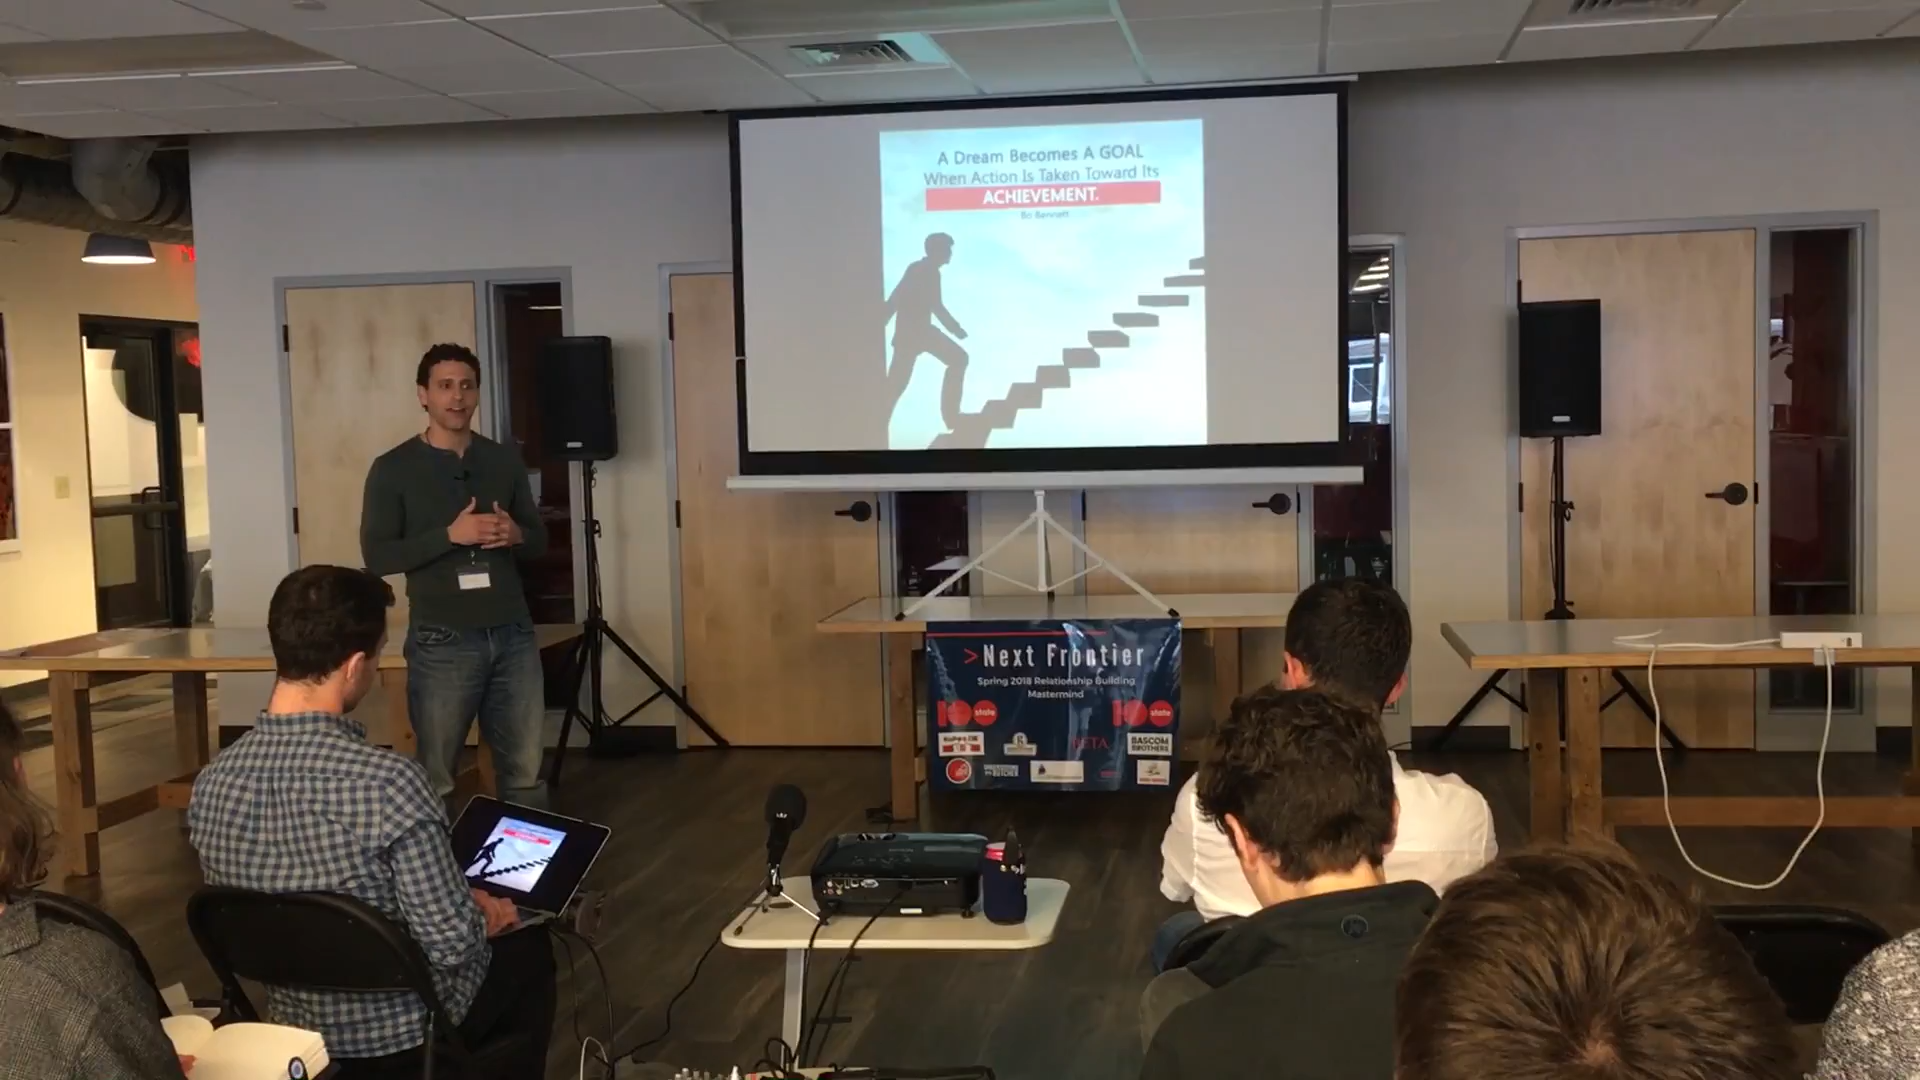 A Dream Becomes A GOAL
When Action Is Taken Toward Its
ACHIEVEMENT.
Bo Bennett
>Next Frontier
Spring 2018 Relationship Building
Mastermind
100 state
100 state
BETA
BASCOM
BROTHERS